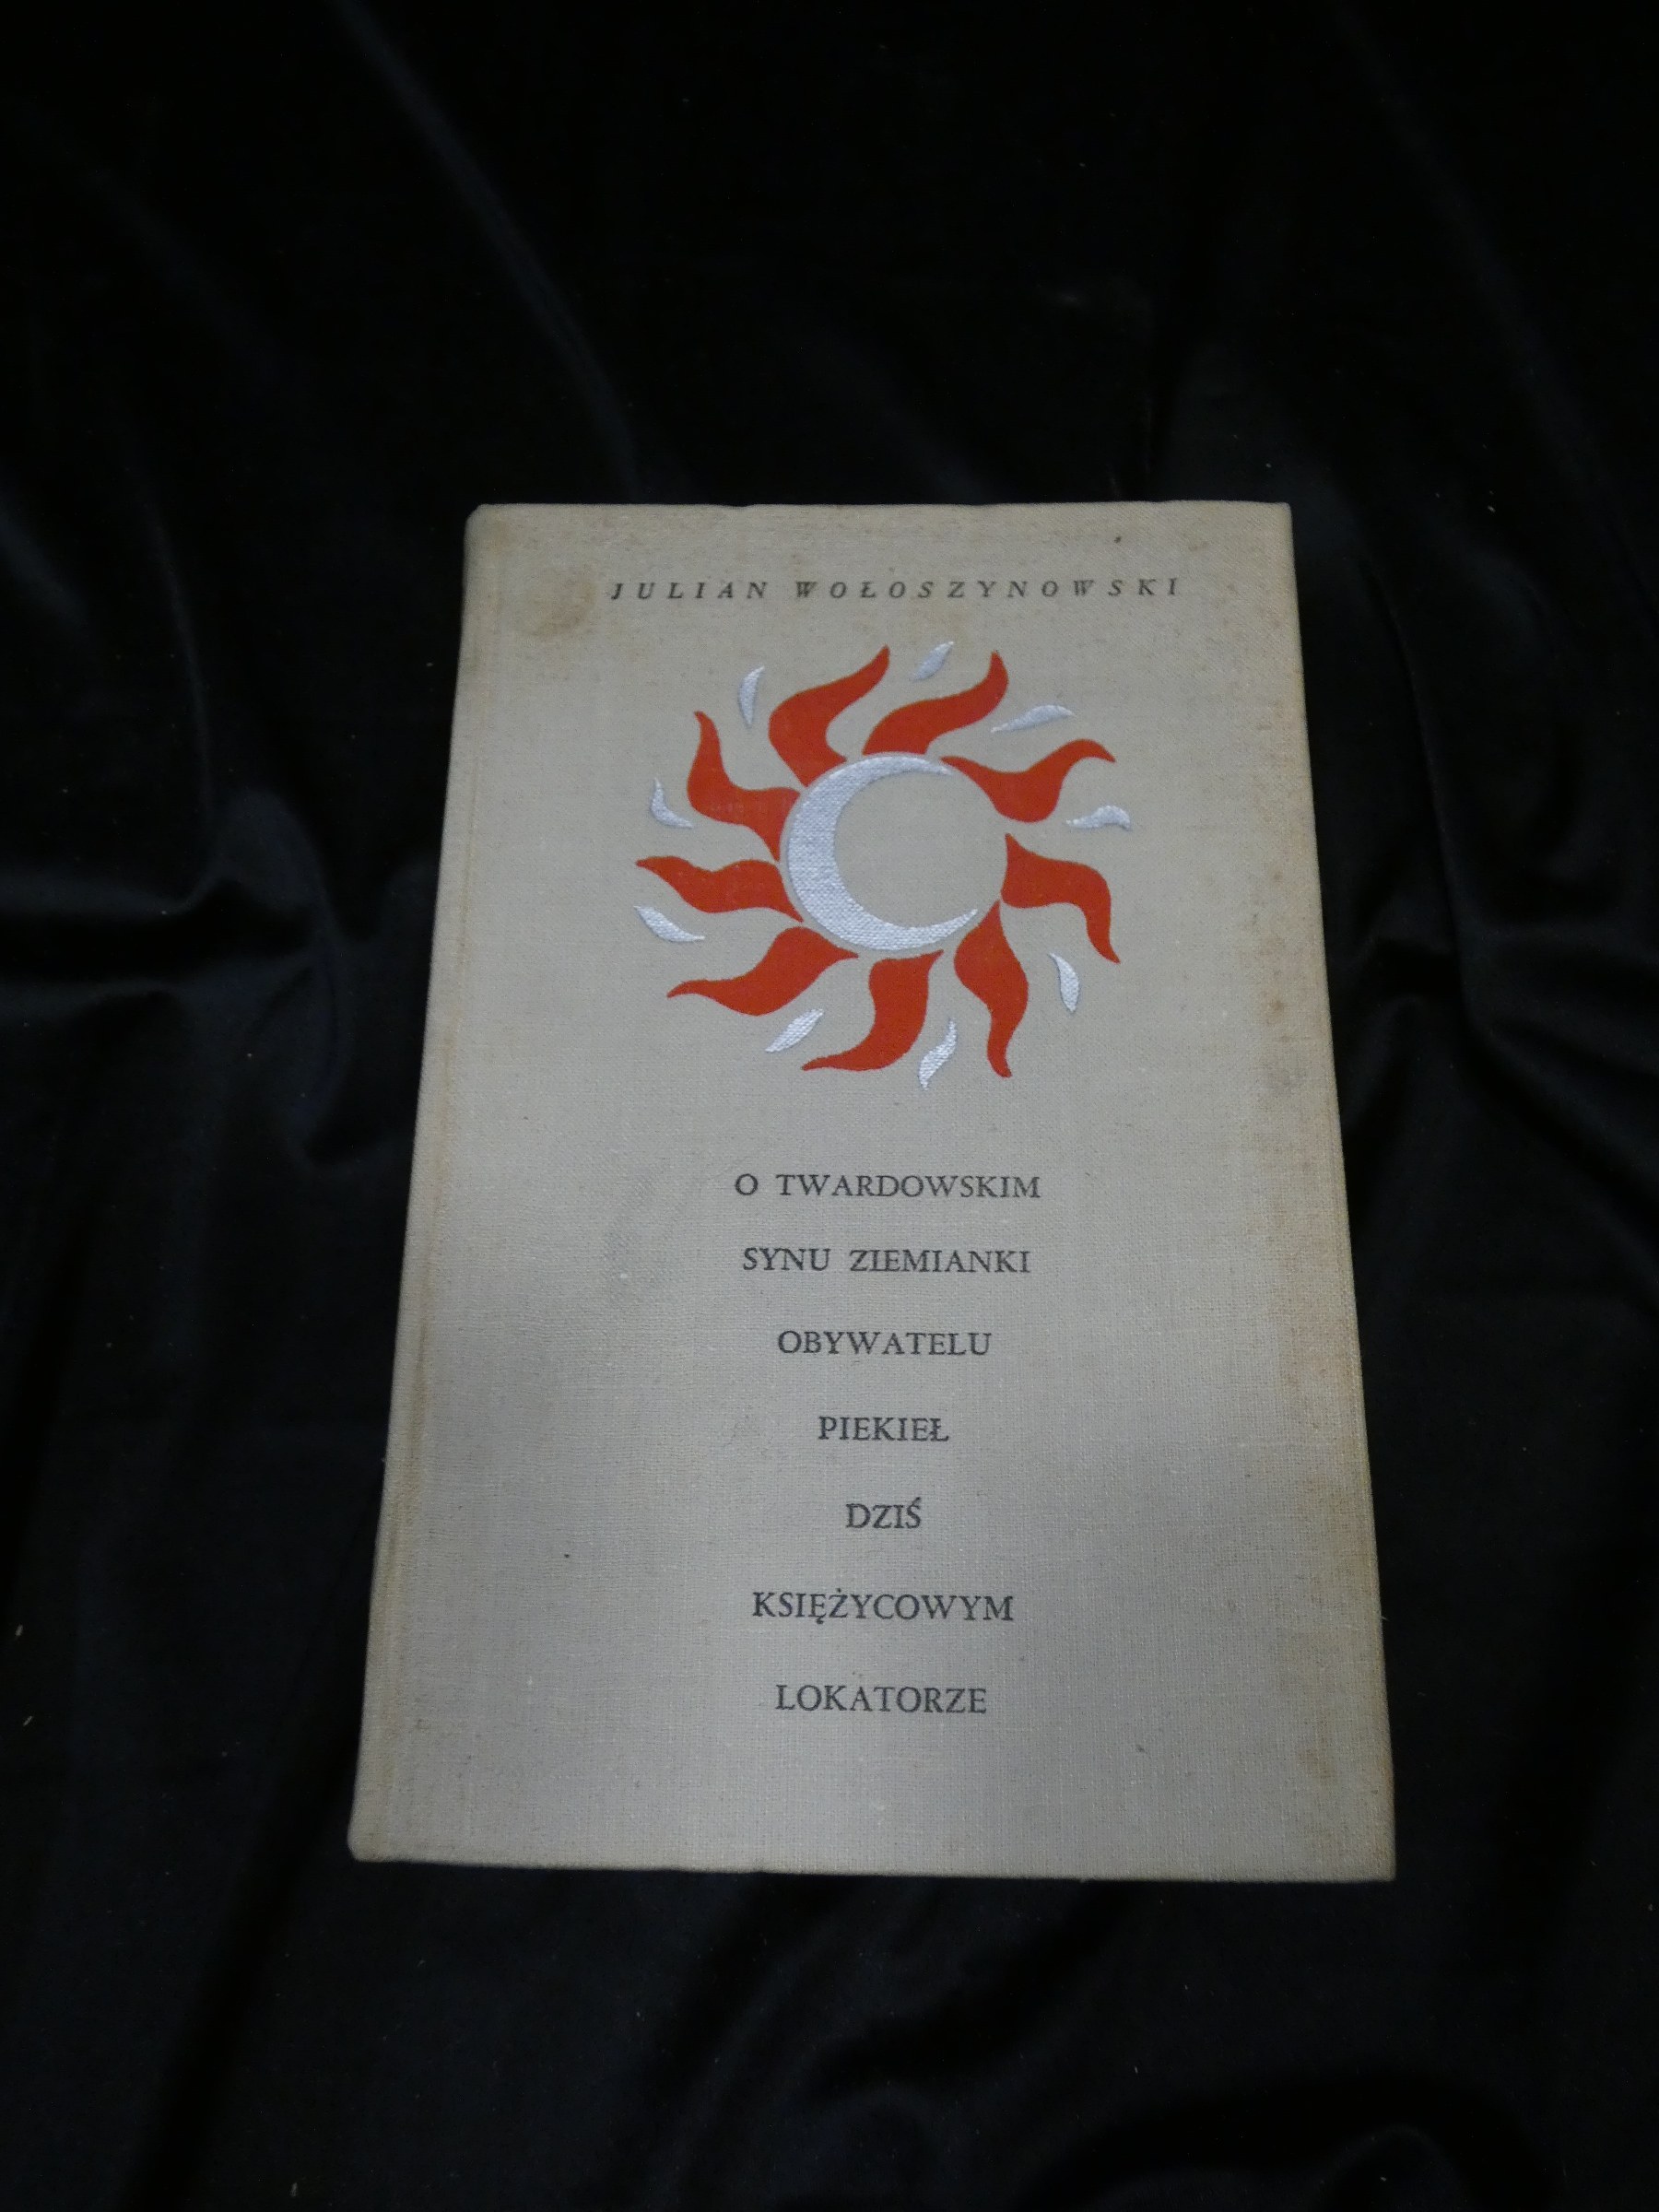 JULIAN WOŁOSZYNOWSKI
O TWARDOWSKIM
SYNU ZIEMIANKI
OBYWATELU
PIEKIEŁ
DZIŚ
KSIĘŻYCOWYM
LOKATORZE